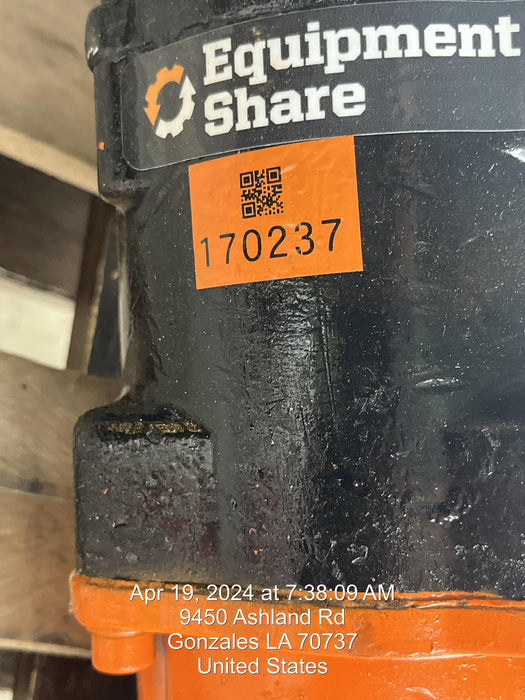 Equipment
Share
170237
Apr 19, 2024 at 7:38:09 AM
9450 Ashland Rd
Gonzales LA 70737
United States